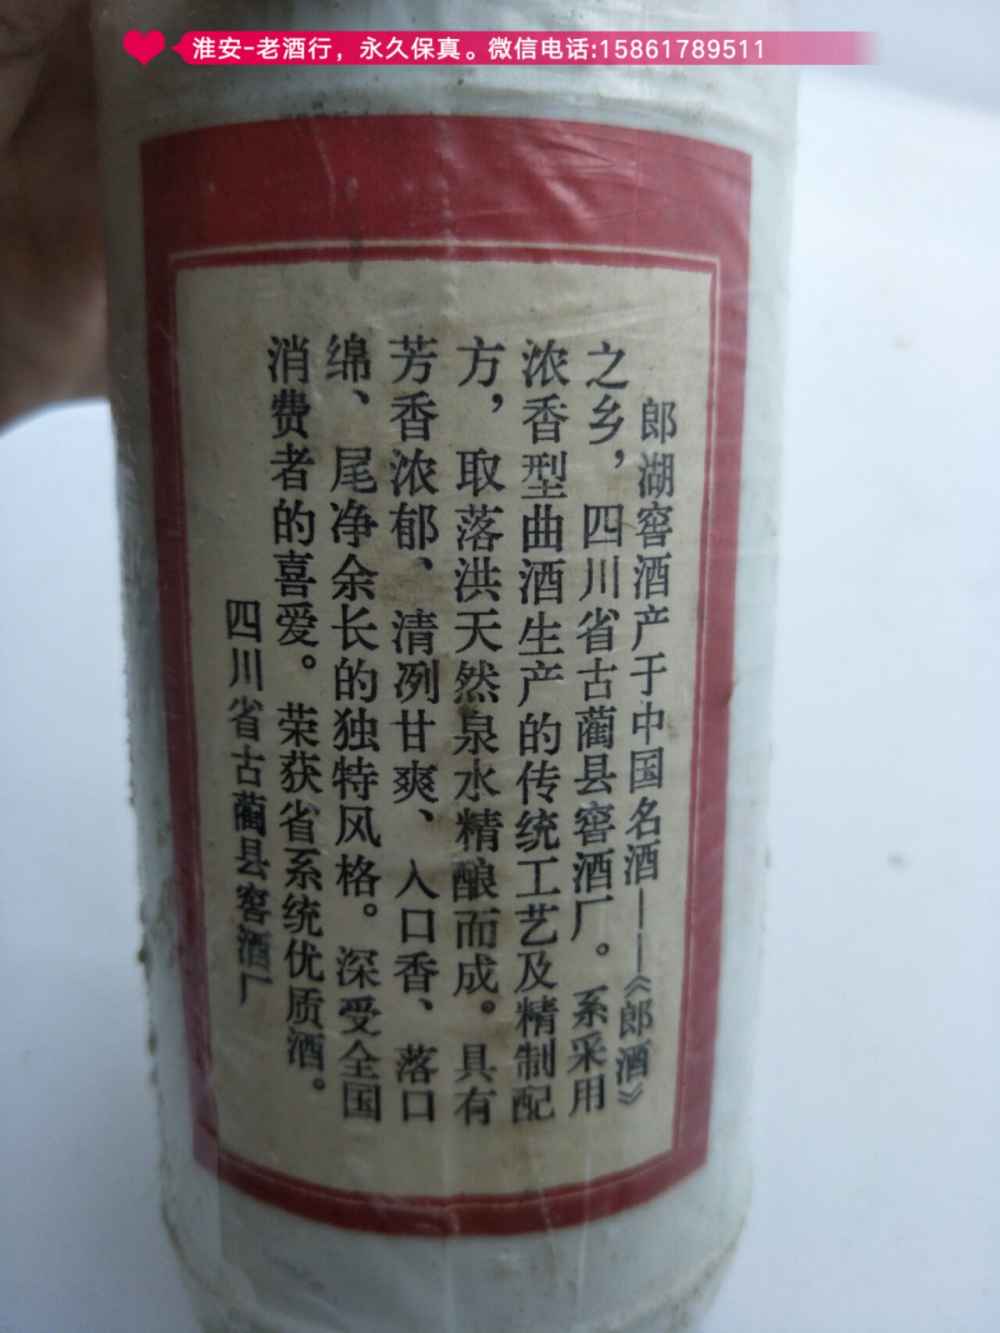 淮安-老酒行，永久保真。微信电话:15861789511
郎湖窖酒产于中国名酒——《郎酒》
之乡，四川省古蔺县窖酒厂。系采用
浓香型曲酒生产的传统工艺及精制配
方，取落洪天然泉水精酿而成。具有
芳香浓郁、清冽甘爽、入口香、落口
绵、尾净余长的独特风格。深受全国
消费者的喜爱。荣获省系统优质酒。
四川省古蔺县窖酒厂